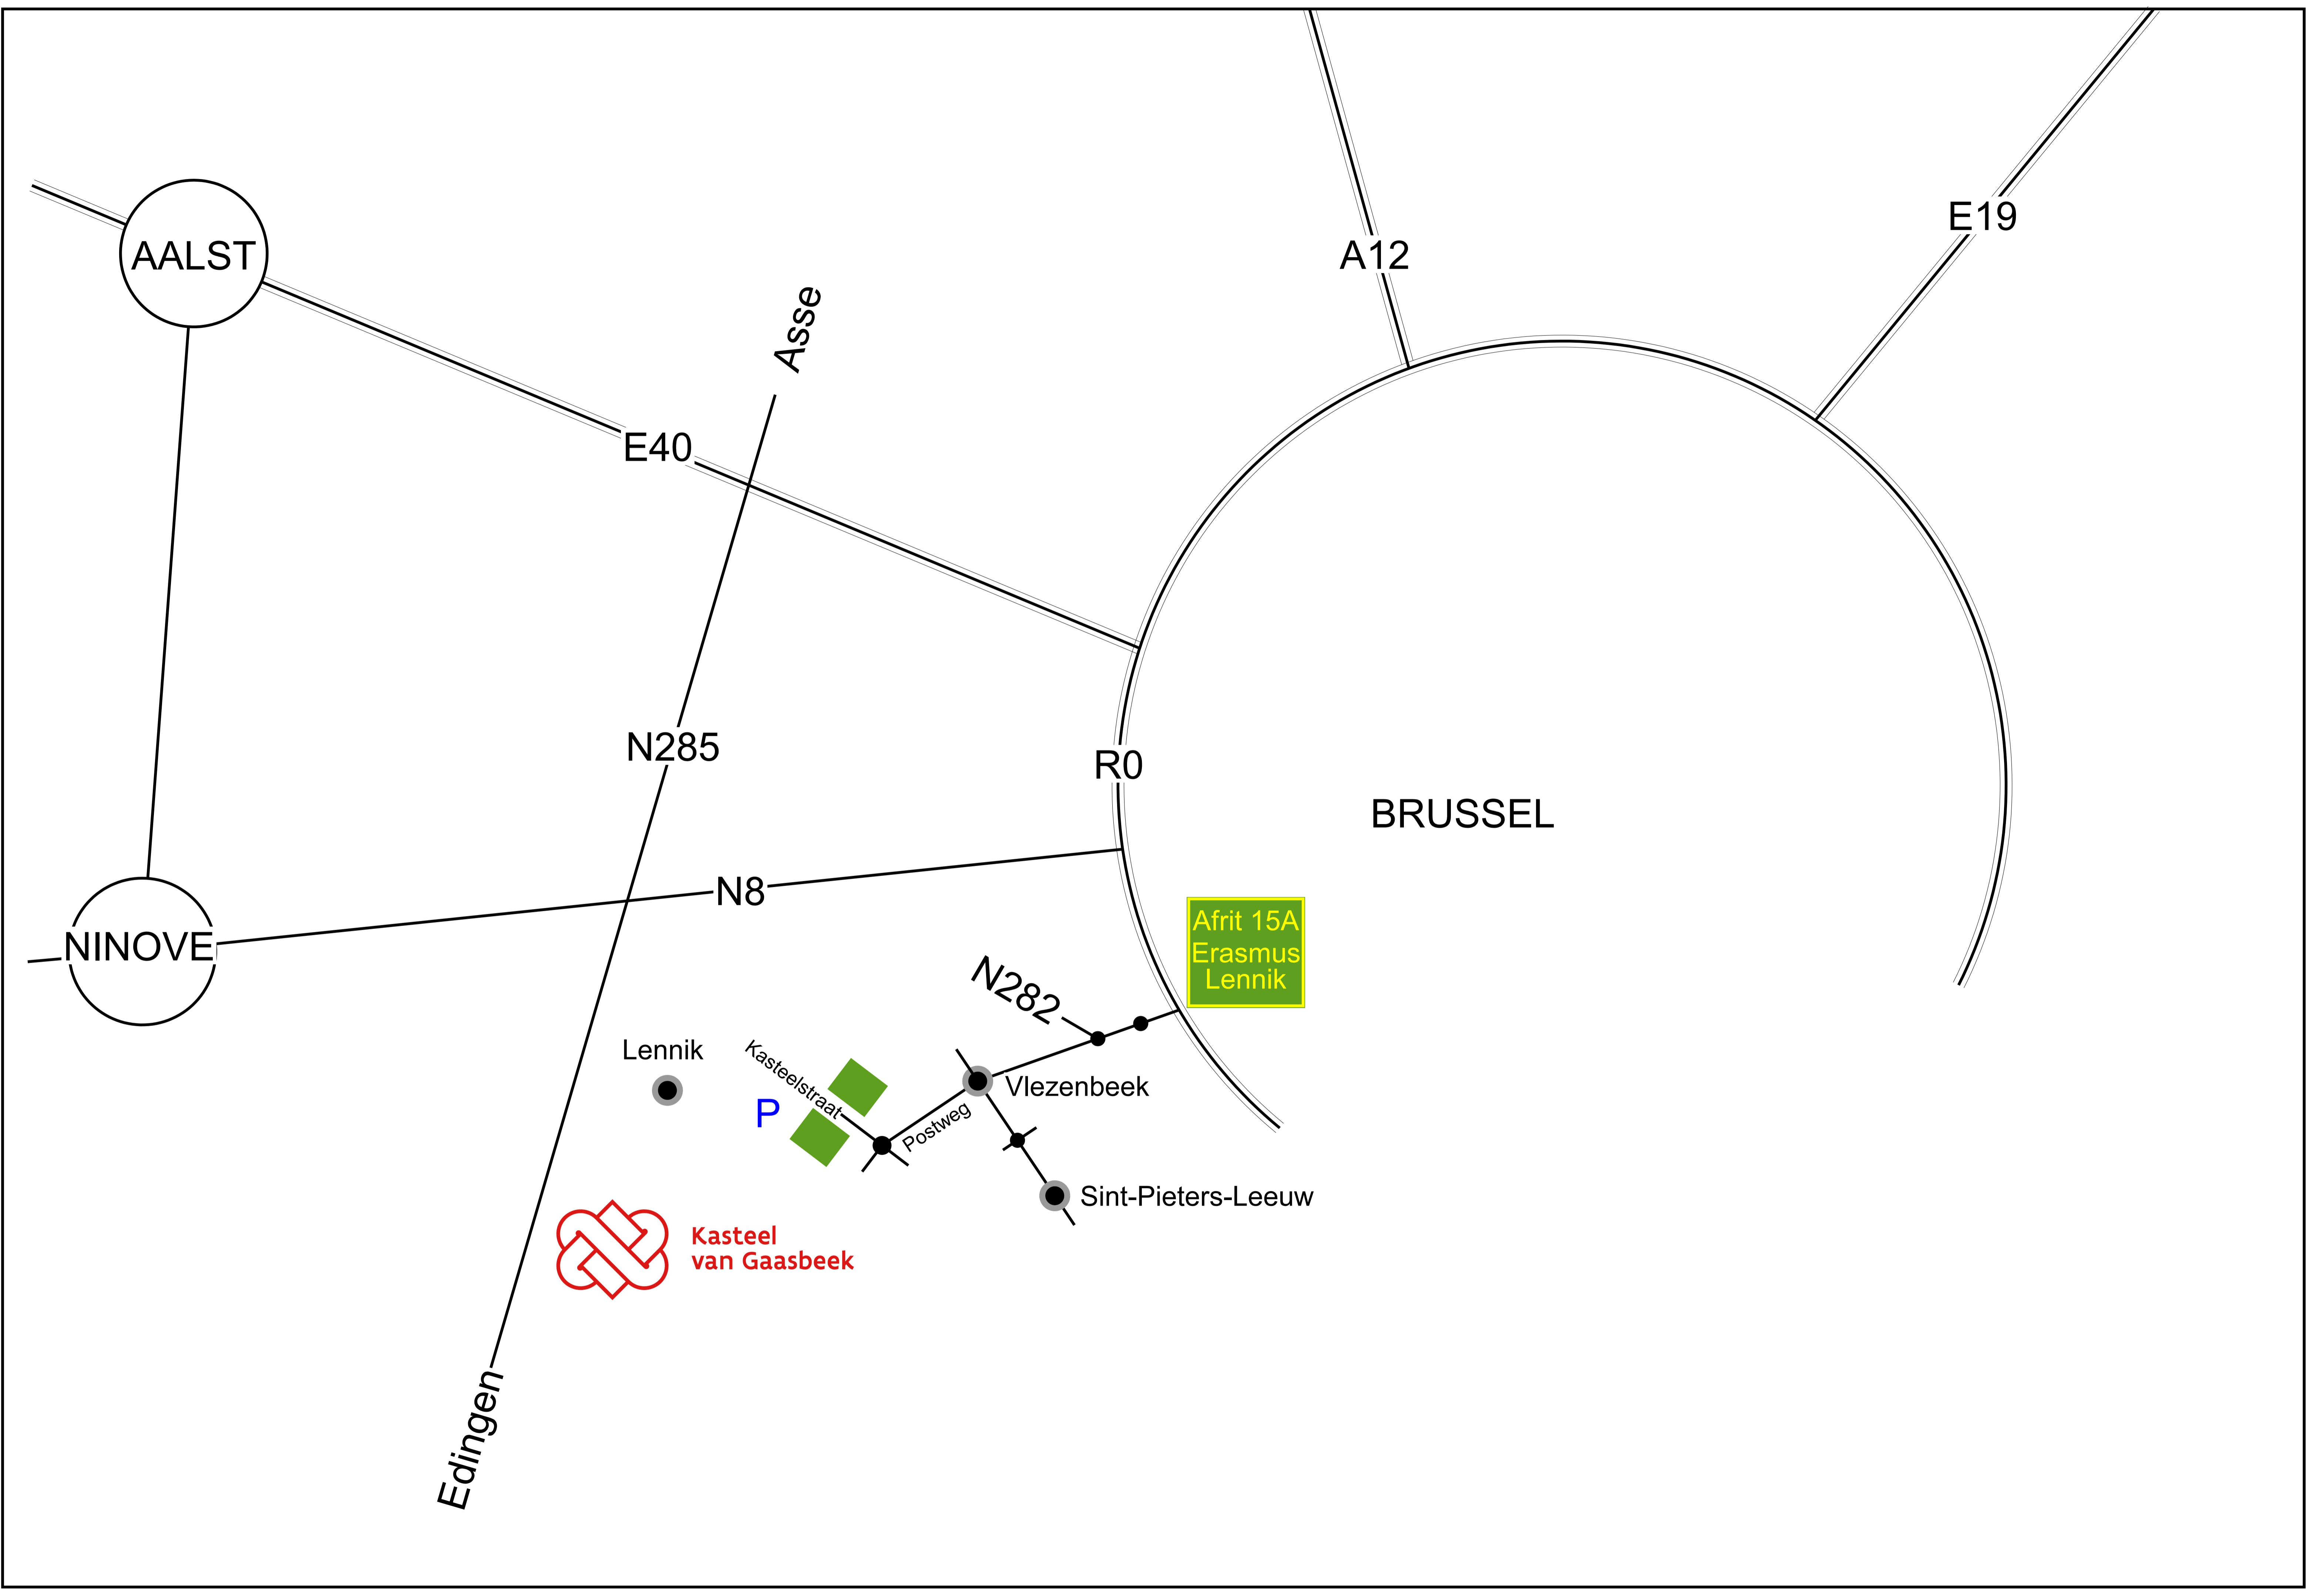 E19
AALST
A12
Asse
E40
N285
R0
BRUSSEL
N8
Afrit 15A
Erasmus
Lennik
NINOVE
N282
Lennik
Kasteelstraat
Vlezenbeek
P
Postweg
Sint-Pieters-Leeuw
Kasteel
van Gaasbeek
Edingen